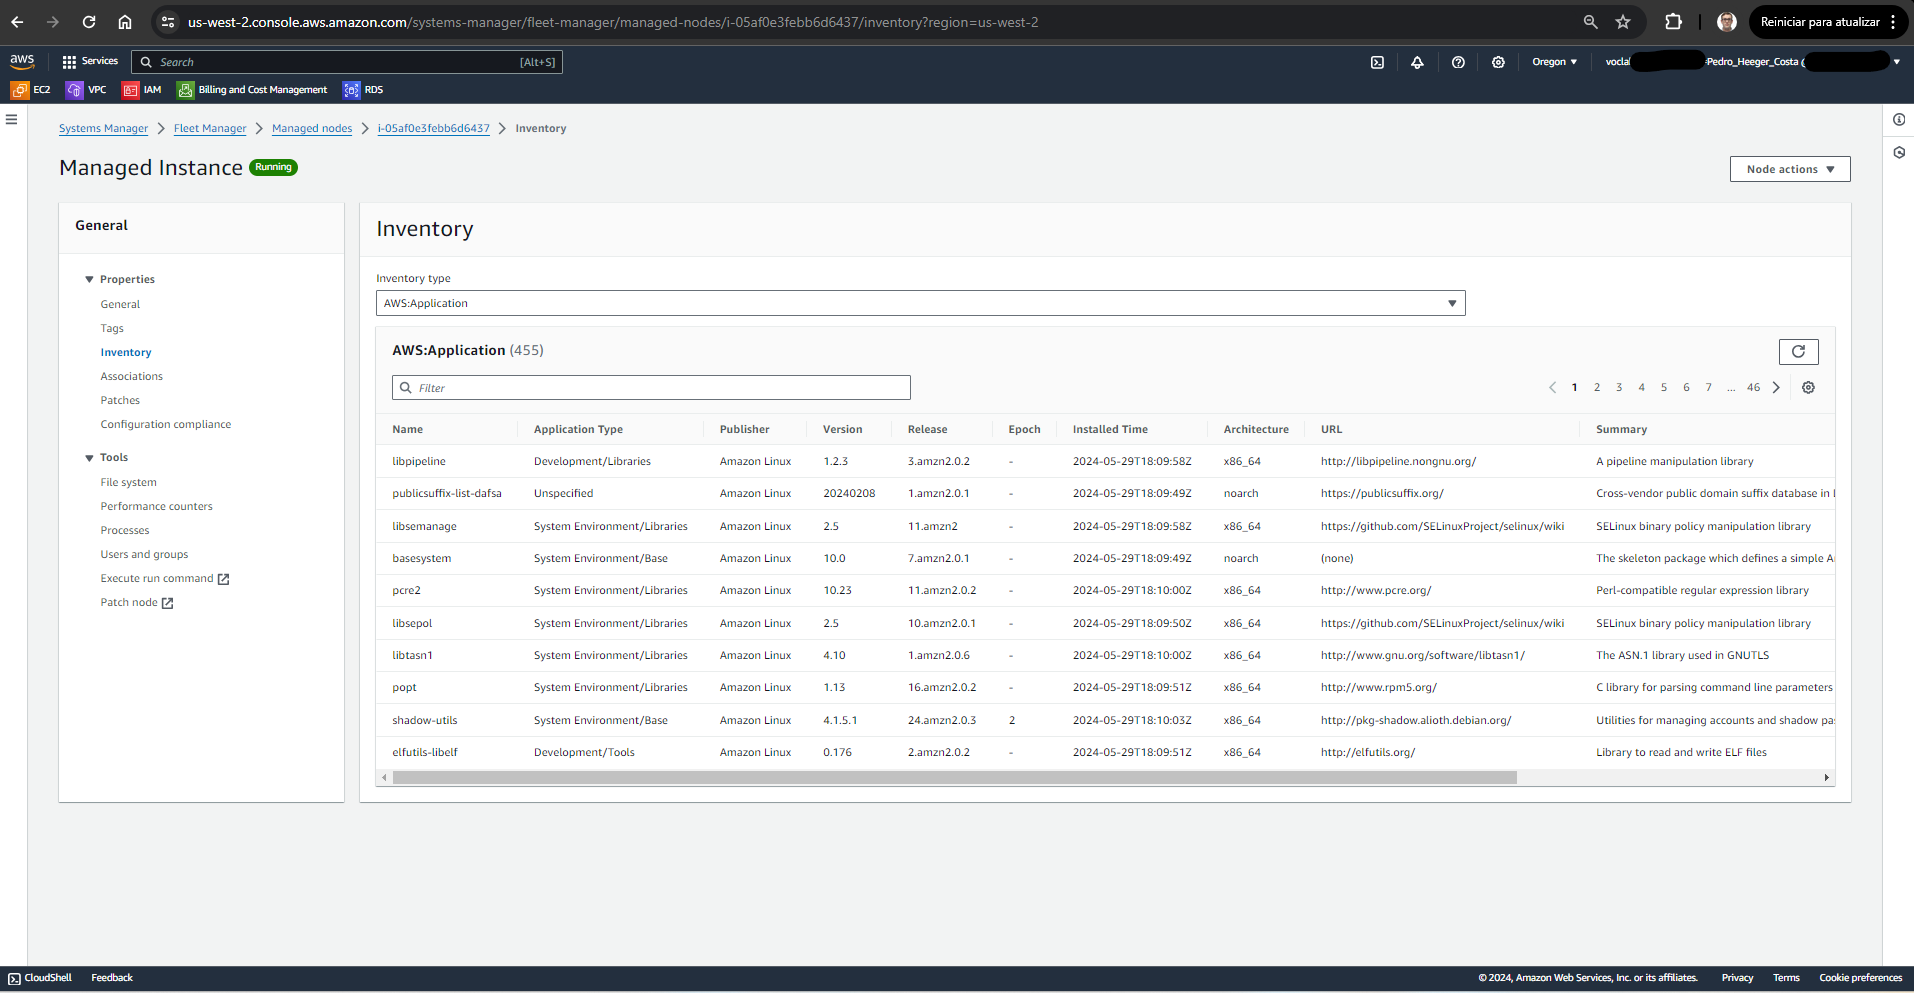 us-west-2.console.aws.amazon.com/systems-manager/fleet-manager/managed-nodes/i-05af0e3febb6d6437/inventory?region=us-west-2
Reiniciar para atualizar
aws
Services
Search
[Alt+S]
Oregon
vocla
Pedro_Heeger_Costa
EC2
VPC
IAM
Billing and Cost Management
RDS
Systems Manager
Fleet Manager
Managed nodes
i-05af0e3febb6d6437
Inventory
Managed Instance
Running
Node actions
General
Properties
General
Tags
Inventory
Associations
Patches
Configuration compliance
Tools
File system
Performance counters
Processes
Users and groups
Execute run command
Patch node
Inventory
Inventory type
AWS:Application
AWS:Application (455)
Filter
1 2 3 4 5 6 7 ... 46
Name Application Type Publisher Version Release Epoch Installed Time Architecture URL Summary
libpipeline Development/Libraries Amazon Linux 1.2.3 3.amzn2.0.2 - 2024-05-29T18:09:58Z x86_64 http://libpipeline.nongnu.org/ A pipeline manipulation library
publicsuffix-list-dafsa Unspecified Amazon Linux 20240208 1.amzn2.0.1 - 2024-05-29T18:09:49Z noarch https://publicsuffix.org/ Cross-vendor public domain suffix database in
libsemanage System Environment/Libraries Amazon Linux 2.5 11.amzn2 - 2024-05-29T18:09:58Z x86_64 https://github.com/SELinuxProject/selinux/wiki SELinux binary policy manipulation library
basesystem System Environment/Base Amazon Linux 10.0 7.amzn2.0.1 - 2024-05-29T18:09:49Z noarch (none) The skeleton package which defines a simple A
pcre2 System Environment/Libraries Amazon Linux 10.23 11.amzn2.0.2 - 2024-05-29T18:10:00Z x86_64 http://www.pcre.org/ Perl-compatible regular expression library
libsepol System Environment/Libraries Amazon Linux 2.5 10.amzn2.0.1 - 2024-05-29T18:09:50Z x86_64 https://github.com/SELinuxProject/selinux/wiki SELinux binary policy manipulation library
libtasn1 System Environment/Libraries Amazon Linux 4.10 1.amzn2.0.6 - 2024-05-29T18:10:00Z x86_64 http://www.gnu.org/software/libtasn1/ The ASN.1 library used in GNUTLS
popt System Environment/Libraries Amazon Linux 1.13 16.amzn2.0.2 - 2024-05-29T18:09:51Z x86_64 http://www.rpm5.org/ C library for parsing command line parameters
shadow-utils System Environment/Base Amazon Linux 4.1.5.1 24.amzn2.0.3 2 2024-05-29T18:10:03Z x86_64 http://pkg-shadow.alioth.debian.org/ Utilities for managing accounts and shadow pa
elfutils-libelf Development/Tools Amazon Linux 0.176 2.amzn2.0.2 - 2024-05-29T18:09:51Z x86_64 http://elfutils.org/ Library to read and write ELF files
CloudShell
Feedback
© 2024, Amazon Web Services, Inc. or its affiliates.
Privacy
Terms
Cookie preferences